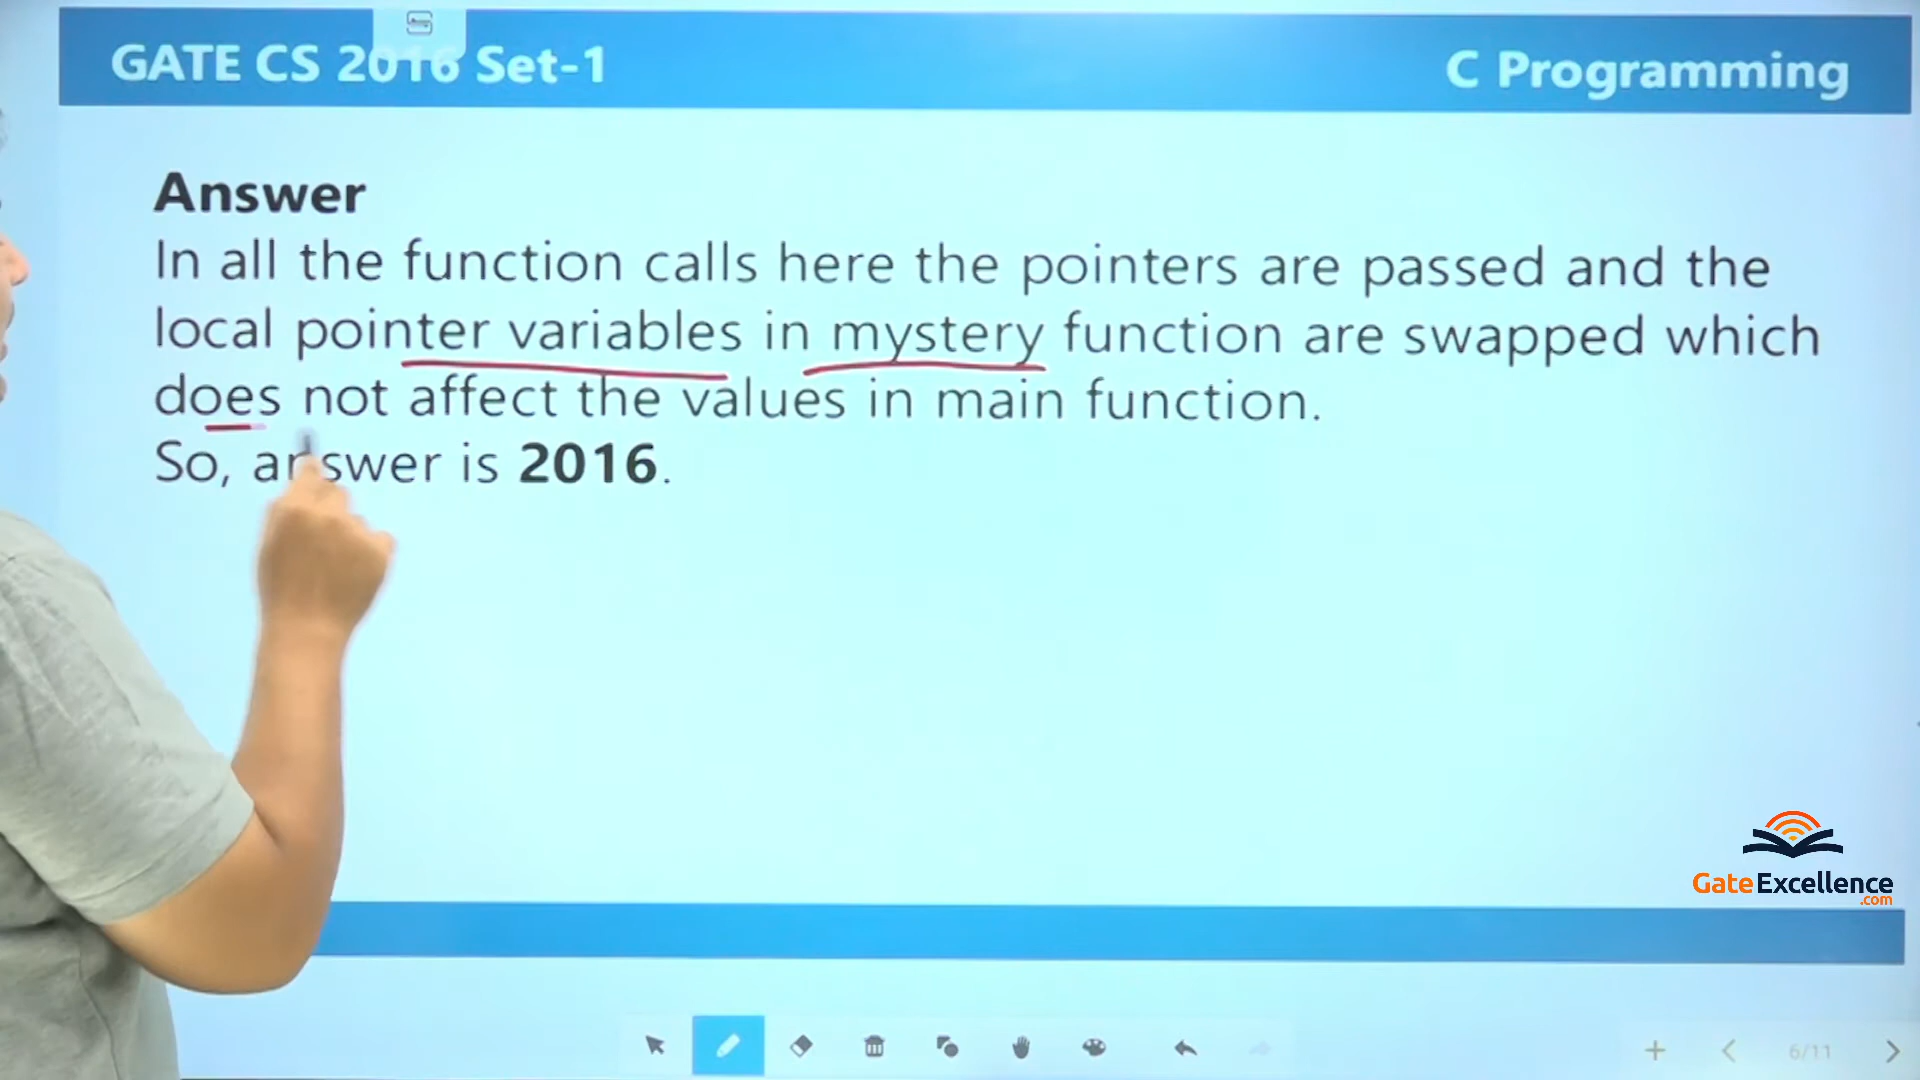 GATE CS 2016 Set-1
C Programming
Answer
In all the function calls here the pointers are passed and the
local pointer variables in mystery function are swapped which
does not affect the values in main function.
So, answer is 2016.
GateExcellence
.com
6/11